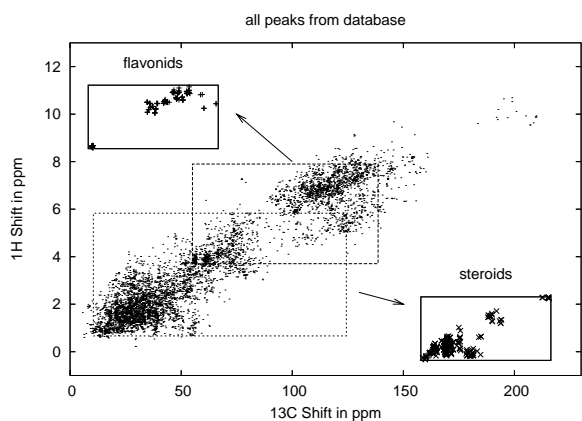 all peaks from database
flavonids
steroids
1H Shift in ppm
12
10
8
6
4
2
0
0
50
100
150
200
13C Shift in ppm